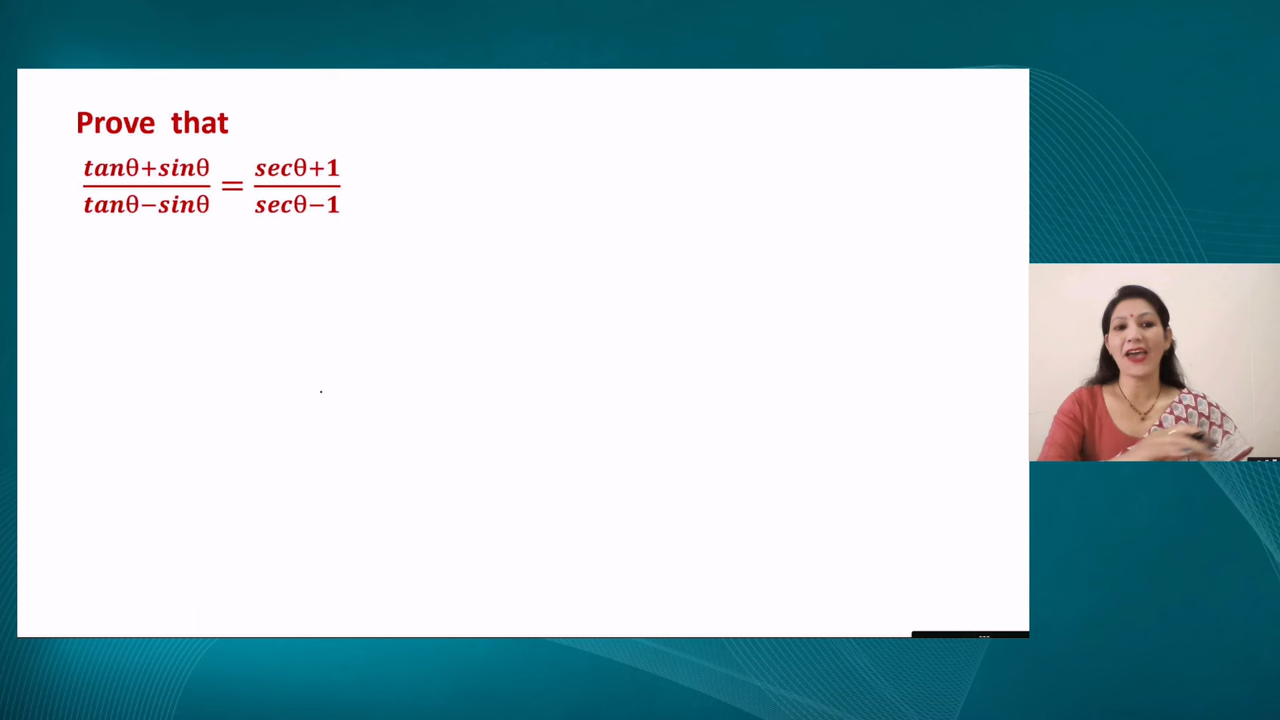 Prove that
tanθ+sinθ/tanθ−sinθ = secθ+1/secθ−1